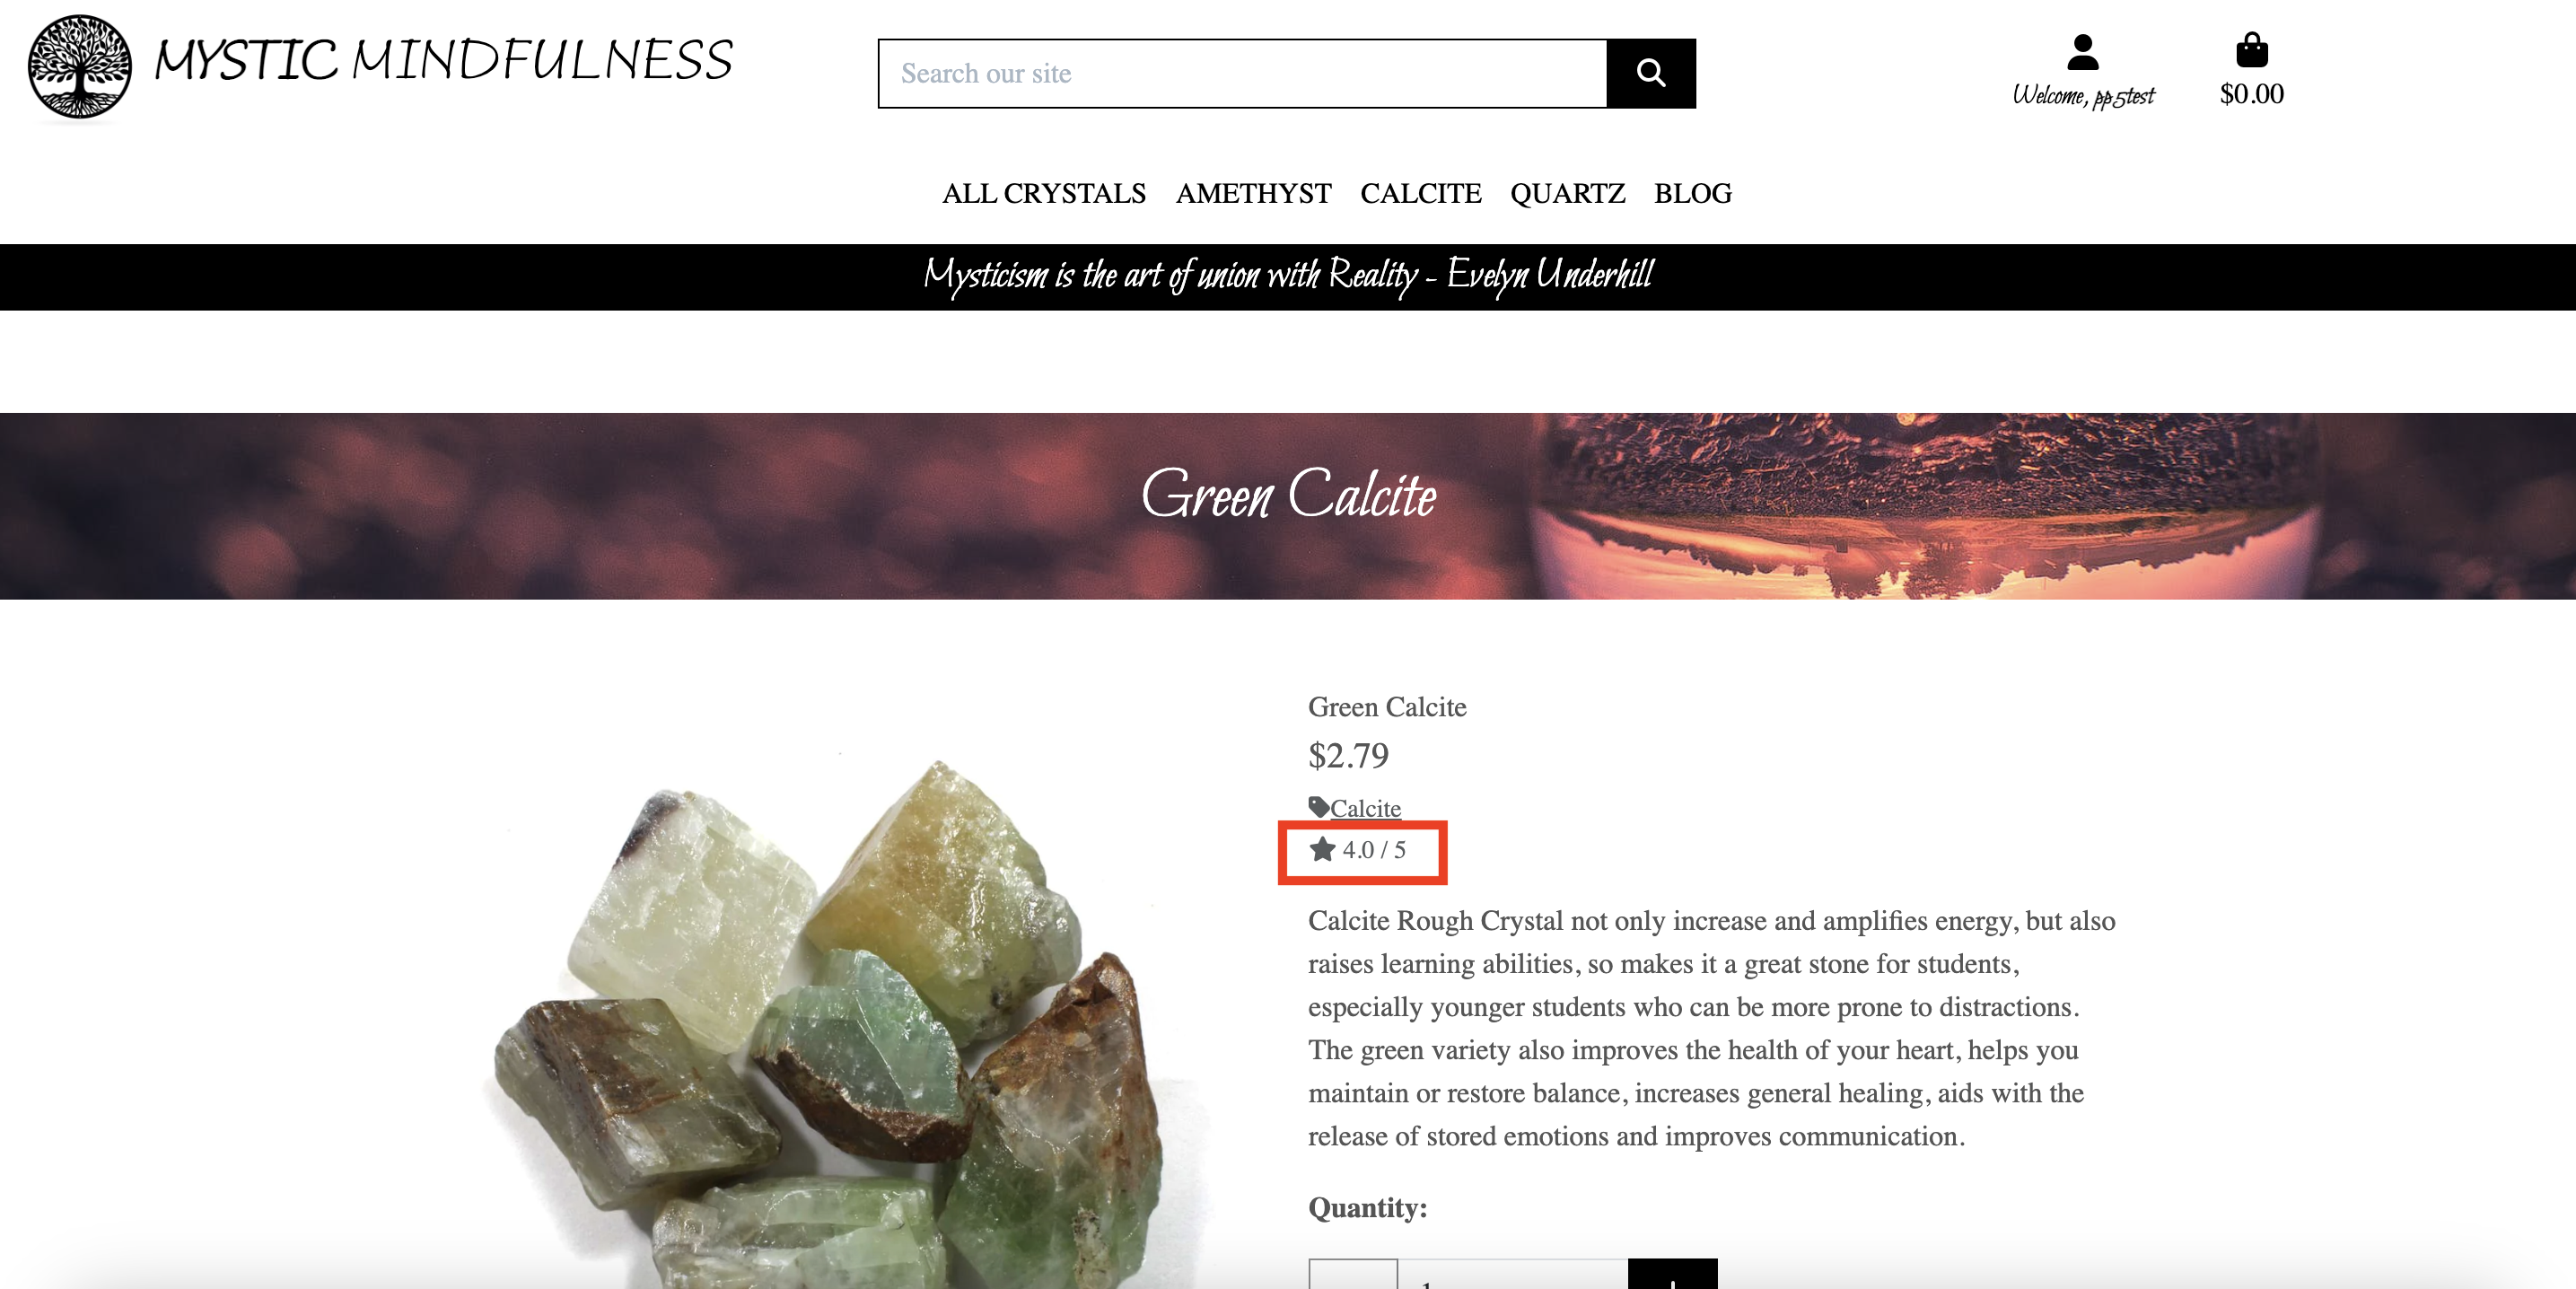 MYSTIC MINDFULNESS
Search our site
Welcome, pp5test
$0.00
ALL CRYSTALS AMETHYST CALCITE QUARTZ BLOG
Mysticism is the art of union with Reality - Evelyn Underhill
Green Calcite
Green Calcite
$2.79
Calcite
4.0 / 5
Calcite Rough Crystal not only increase and amplifies energy, but also
raises learning abilities, so makes it a great stone for students,
especially younger students who can be more prone to distractions.
The green variety also improves the health of your heart, helps you
maintain or restore balance, increases general healing, aids with the
release of stored emotions and improves communication.
Quantity: